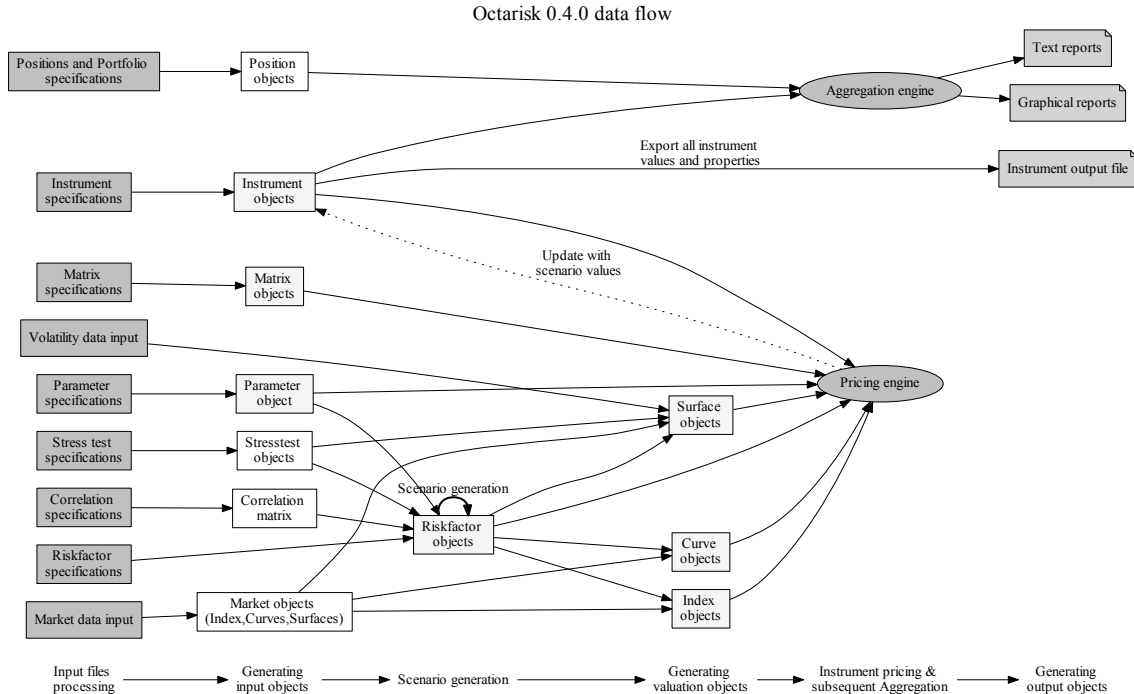 Octarisk 0.4.0 data flow
Positions and Portfolio
specifications
Position
objects
Aggregation engine
Text reports
Graphical reports
Export all instrument
values and properties
Instrument output file
Instrument
specifications
Instrument
objects
Update with
scenario values
Matrix
specifications
Matrix
objects
Volatility data input
Parameter
specifications
Parameter
object
Pricing engine
Surface
objects
Stress test
specifications
Stresstest
objects
Scenario generation
Correlation
specifications
Correlation
matrix
Riskfactor
objects
Riskfactor
specifications
Curve
objects
Market data input
Market objects
(Index,Curves,Surfaces)
Index
objects
Input files
processing
Generating
input objects
Scenario generation
Generating
valuation objects
Instrument pricing &
subsequent Aggregation
Generating
output objects